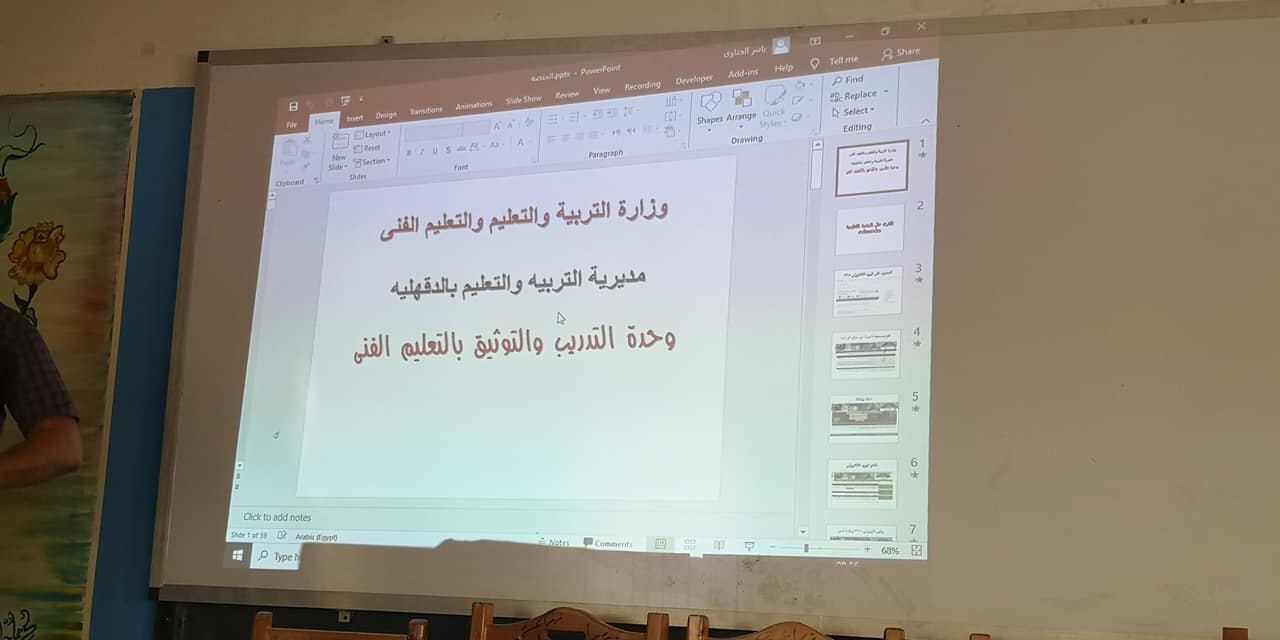 المنصه.pptx - PowerPoint
ياسر الحناوى
File Home Insert Design Transitions Animations Slide Show Review View Recording Developer Add-ins Help Tell me Share
Paste
Clipboard
New Slide
Layout
Reset
Section
Slides
B I U S abc AV Aa A
Font
Paragraph
Shapes Arrange Quick Styles
Drawing
Find
Replace
Select
Editing
وزارة التربية والتعليم والتعليم الفنى
مديرية التربيه والتعليم بالدقهليه
وحدة التدريب والتوثيق بالتعليم الفنى
1
2
3
4
5
6
7
Click to add notes
Slide 1 of 59 Arabic (Egypt) Notes Comments 68%
Type h